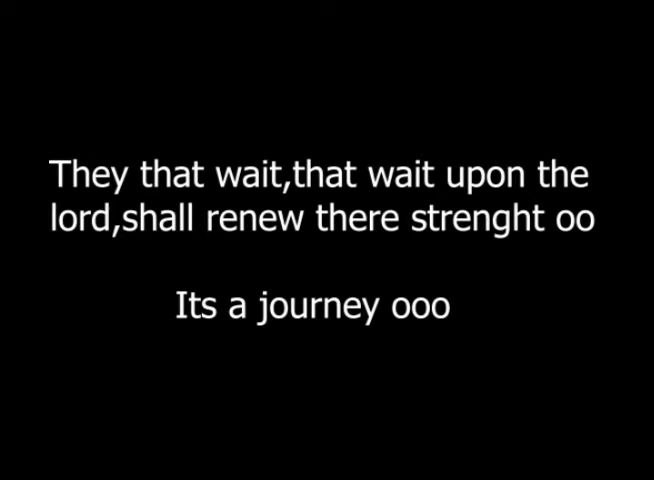 They that wait,that wait upon the
lord,shall renew there strenght oo
Its a journey ooo